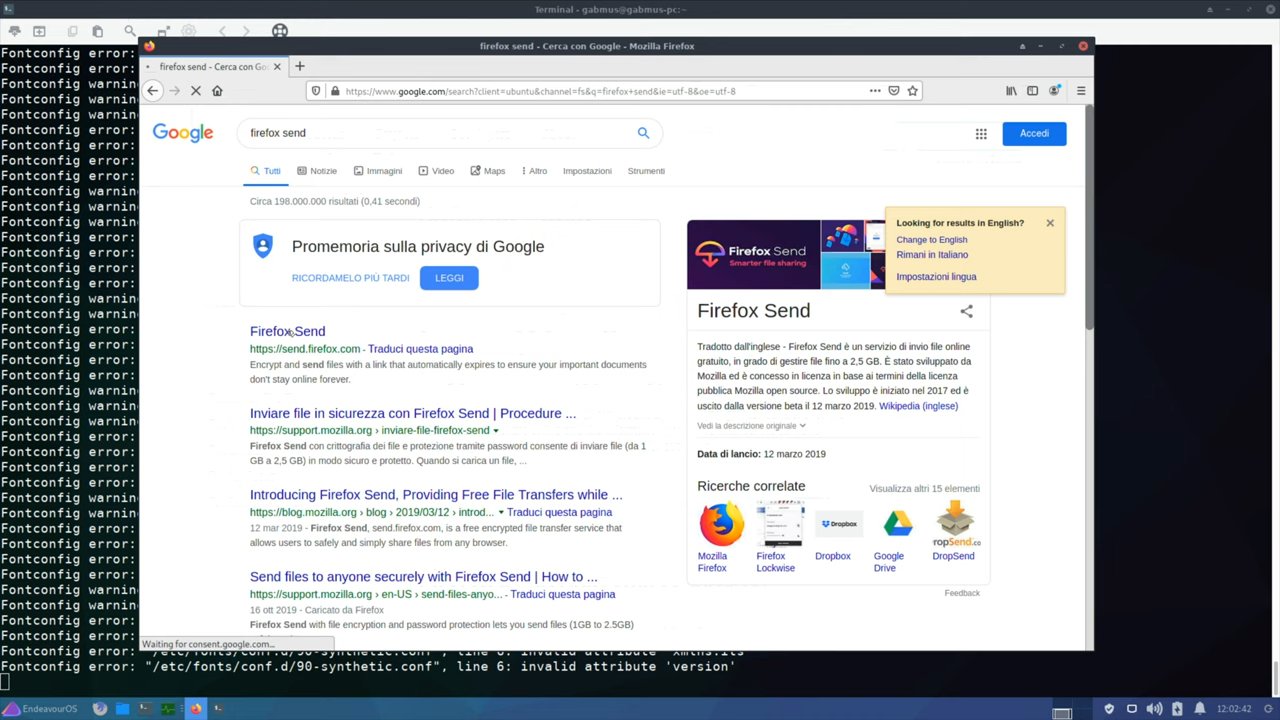 Terminal - gabmus@gabmus-pc:~
Fontconfig error:
Fontconfig warnin
Fontconfig error:
Fontconfig warnin
firefox send - Cerca con Google - Mozilla Firefox
firefox send - Cerca con Goo
https://www.google.com/search?client=ubuntu&channel=fs&q=firefox+send&ie=utf-8&oe=utf-8
Google
firefox send
Accedi
Tutti
Notizie
Immagini
Video
Maps
Altro
Impostazioni
Strumenti
Circa 198.000.000 risultati (0,41 secondi)
Promemoria sulla privacy di Google
RICORDAMELO PIÙ TARDI
LEGGI
Firefox Send
https://send.firefox.com - Traduci questa pagina
Encrypt and send files with a link that automatically expires to ensure your important documents
don't stay online forever.
Inviare file in sicurezza con Firefox Send | Procedure ...
https://support.mozilla.org › inviare-file-firefox-send
Firefox Send con crittografia dei file e protezione tramite password consente di inviare file (da 1
GB a 2,5 GB) in modo sicuro e protetto. Quando si carica un file, ...
Introducing Firefox Send, Providing Free File Transfers while ...
https://blog.mozilla.org › blog › 2019/03/12 › introd... Traduci questa pagina
12 mar 2019 - Firefox Send, send.firefox.com, is a free encrypted file transfer service that
allows users to safely and simply share files from any browser.
Send files to anyone securely with Firefox Send | How to ...
https://support.mozilla.org › en-US › send-files-anyo... - Traduci questa pagina
16 ott 2019 - Caricato da Firefox
Firefox Send with file encryption and password protection lets you send files (1GB to 2.5GB)
Firefox Send
Smarter file sharing
Looking for results in English?
Change to English
Rimani in Italiano
Impostazioni lingua
Firefox Send
Tradotto dall'inglese - Firefox Send è un servizio di invio file online
gratuito, in grado di gestire file fino a 2,5 GB. È stato sviluppato da
Mozilla ed è concesso in licenza in base ai termini della licenza
pubblica Mozilla open source. Lo sviluppo è iniziato nel 2017 ed è
uscito dalla versione beta il 12 marzo 2019. Wikipedia (inglese)
Vedi la descrizione originale
Data di lancio: 12 marzo 2019
Ricerche correlate
Visualizza altri 15 elementi
Dropbox
ropSend.co
Mozilla
Firefox
Firefox
Lockwise
Dropbox
Google
Drive
DropSend
Feedback
Waiting for consent.google.com...
Fontconfig error: "/etc/fonts/conf.d/90-synthetic.conf", line 6: invalid attribute 'version'
EndeavourOS
12:02:42